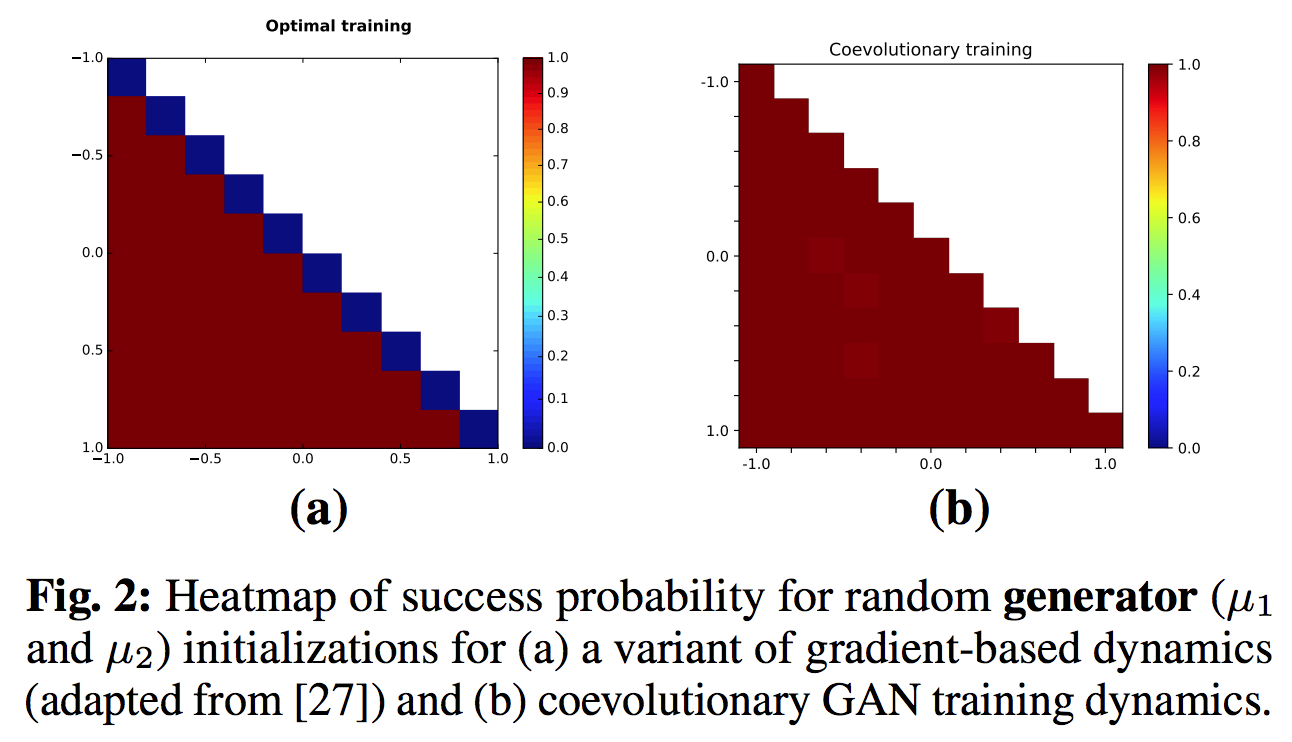 Optimal training
−1.0
−0.5
0.0
0.5
1.0
−1.0 −0.5 0.0 0.5 1.0
1.0
0.9
0.8
0.7
0.6
0.5
0.4
0.3
0.2
0.1
0.0
(a)
Coevolutionary training
-1.0
0.0
1.0
-1.0 0.0 1.0
1.0
0.8
0.6
0.4
0.2
0.0
(b)
Fig. 2: Heatmap of success probability for random generator (μ₁
and μ₂) initializations for (a) a variant of gradient-based dynamics
(adapted from [27]) and (b) coevolutionary GAN training dynamics.